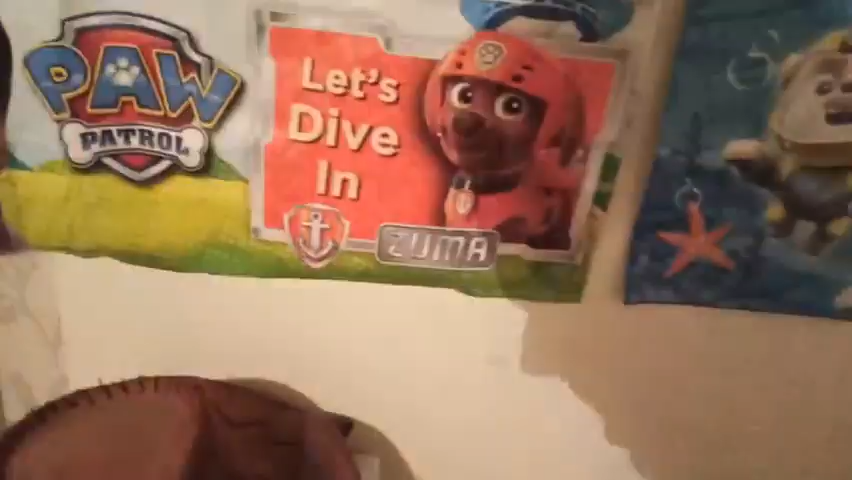 PAW
PATROL
Let's
Dive
In
ZUMA